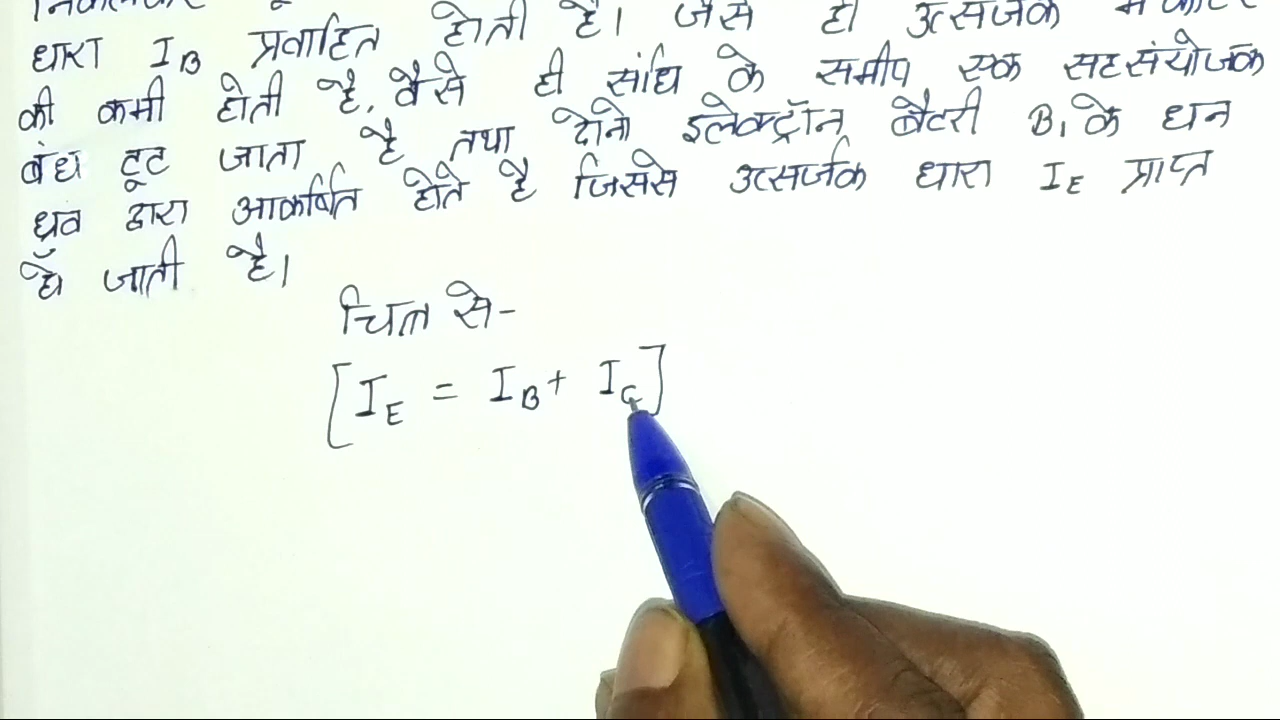 धारा I_B प्रवाहित होती है। जैसे ही उत्सर्जक में
की कमी होती है, वैसे ही संधि के समीप एक सहसंयोजक
बंध टूट जाता है तथा दोनो इलेक्ट्रॉन बैटरी B₁ के धन
ध्रुव द्वारा आकर्षित होते है जिससे उत्सर्जक धारा I_E प्राप्त
हो जाती है।
चित्र से-
[I_E = I_B + I_C]